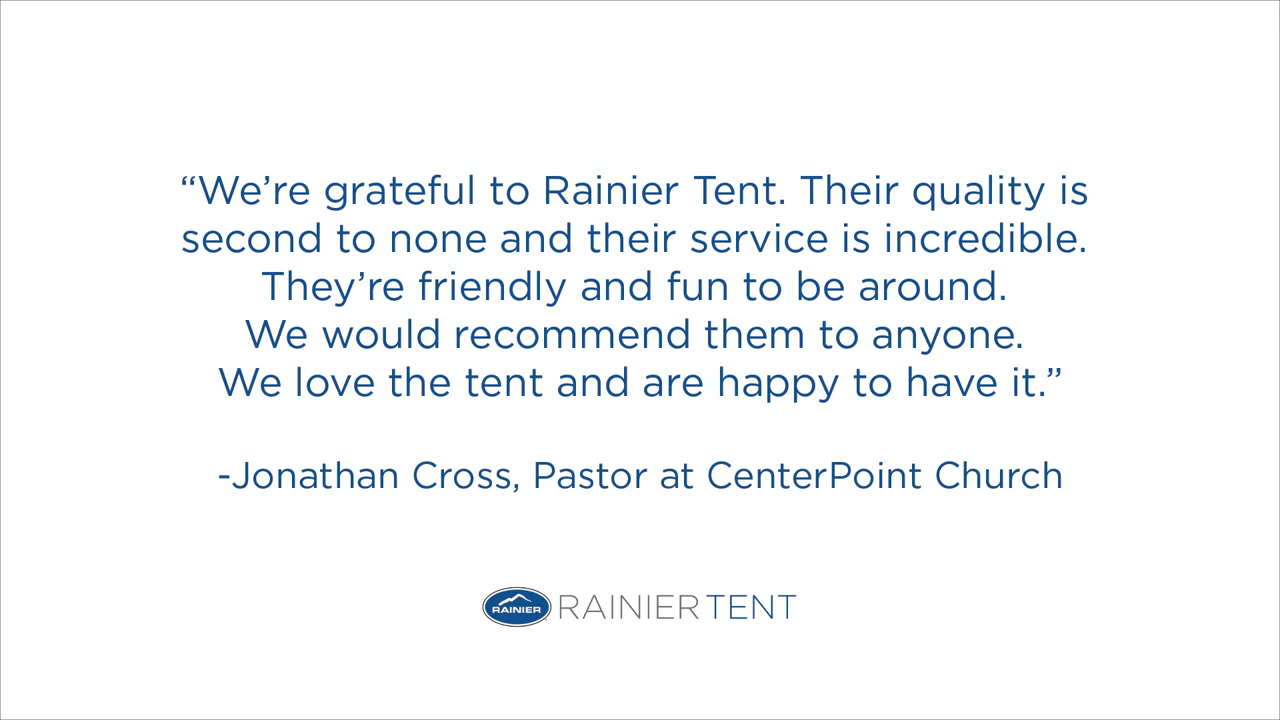 “We’re grateful to Rainier Tent. Their quality is
second to none and their service is incredible.
They’re friendly and fun to be around.
We would recommend them to anyone.
We love the tent and are happy to have it.”
-Jonathan Cross, Pastor at CenterPoint Church
RAINIER RAINIER TENT